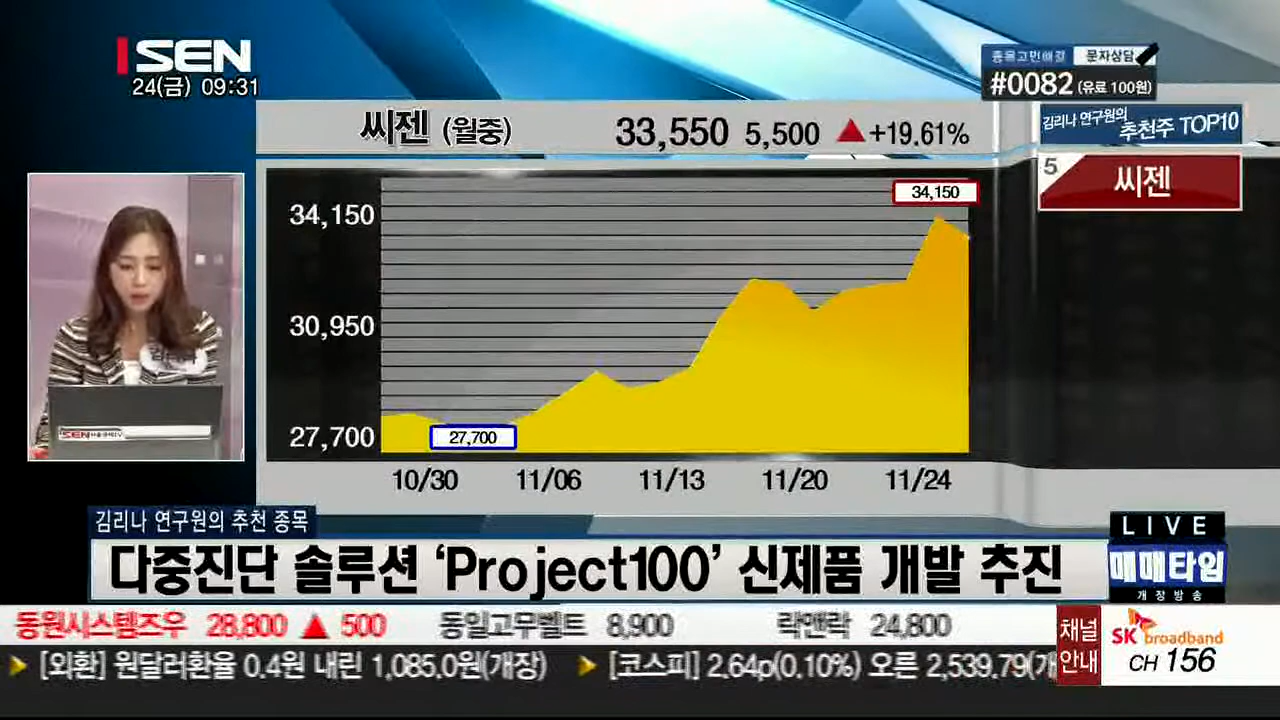 SEN
24(금) 09:31
종목고민해결 문자상담
#0082 (유료 100원)
씨젠 (월중) 33,550 5,500 ▲+19.61%
김리나 연구원의
추천주 TOP10
5 씨젠
34,150
34,150
30,950
27,700
27,700
10/30 11/06 11/13 11/20 11/24
김리나
SEN
김리나 연구원의 추천 종목
다중진단 솔루션 ‘Project100’ 신제품 개발 추진
LIVE
매매타임
개장방송
동원시스템즈우 28,800 ▲ 500 동일고무벨트 8,900 락앤락 24,800
[외환] 원달러환율 0.4원 내린 1,085.0원(개장) [코스피] 2.64p(0.10%) 오른 2,539.79(개
채널
안내
SK broadband
CH 156